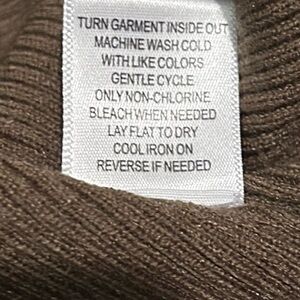 TURN GARMENT INSIDE OUT
MACHINE WASH COLD
WITH LIKE COLORS
GENTLE CYCLE
ONLY NON-CHLORINE
BLEACH WHEN NEEDED
LAY FLAT TO DRY
COOL IRON ON
REVERSE IF NEEDED